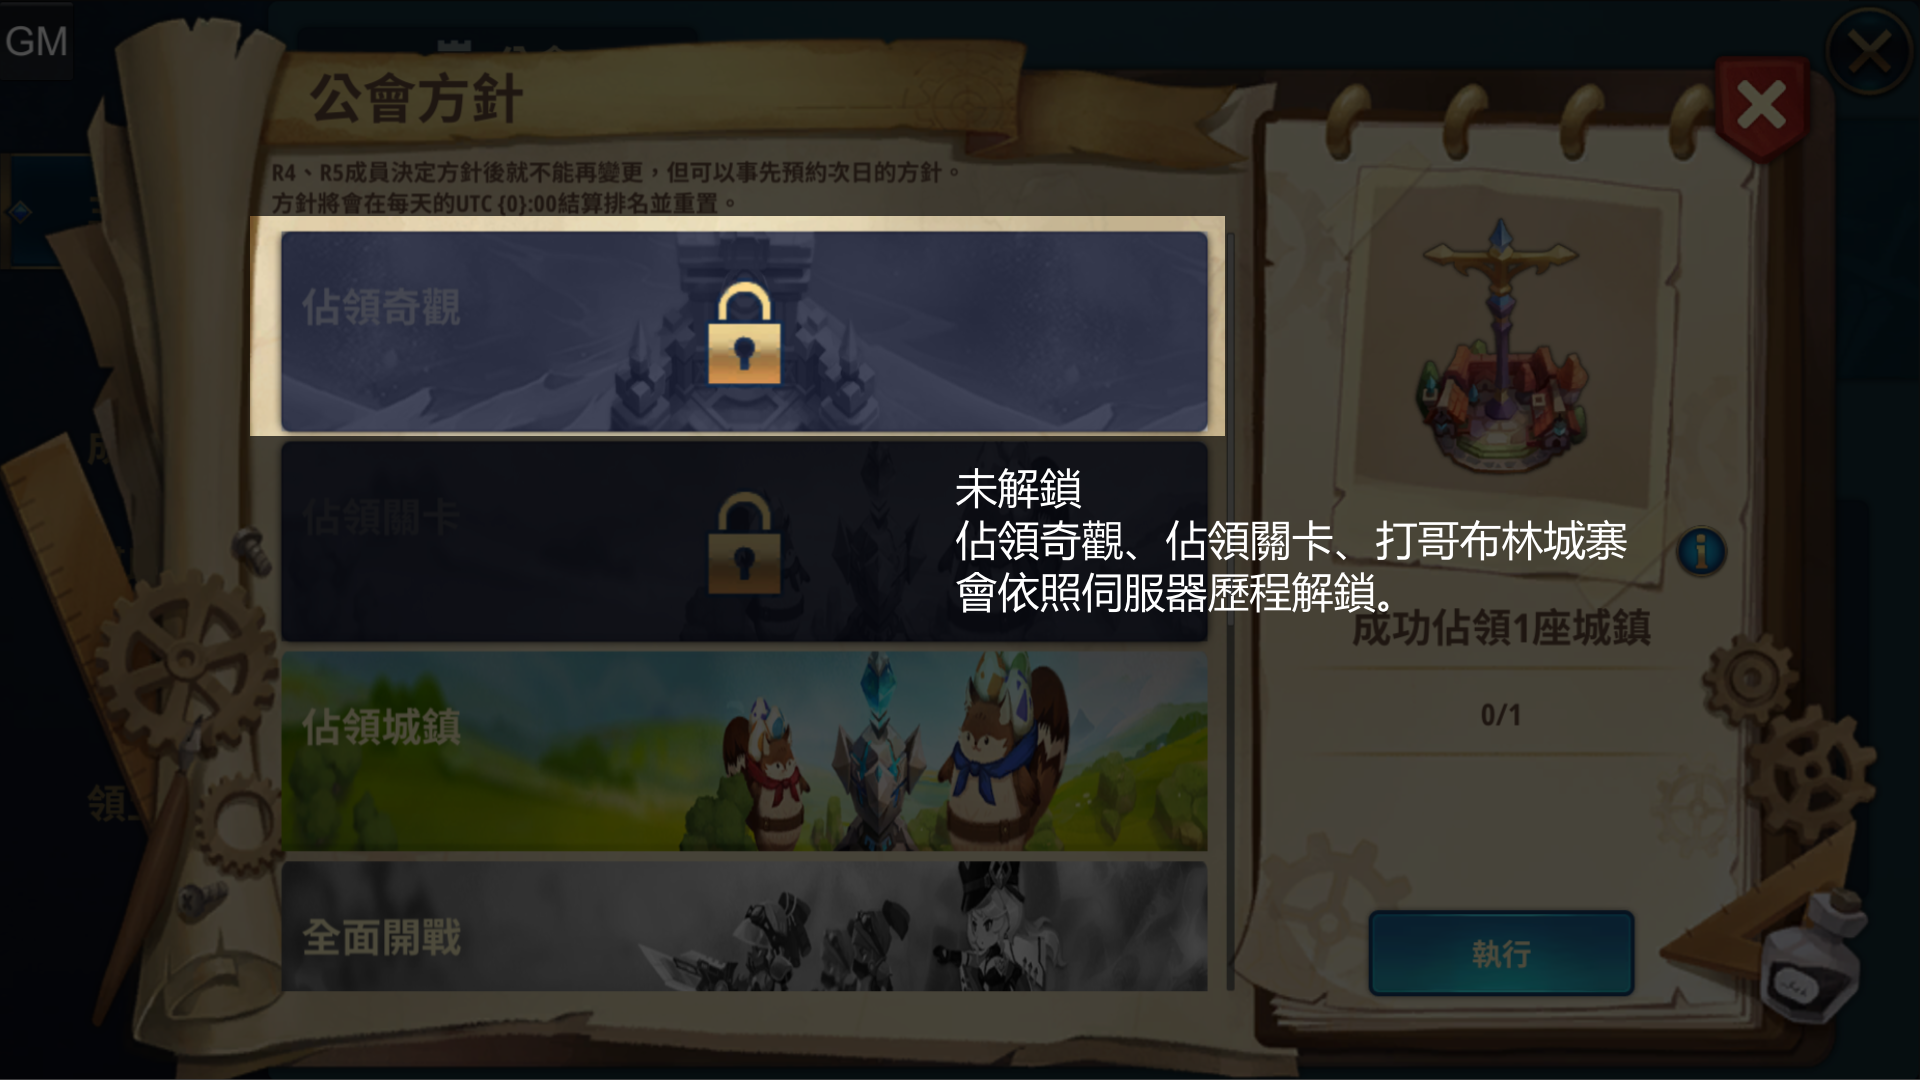 GM
公會方針
R4、R5成員決定方針後就不能再變更，但可以事先預約次日的方針。
方針將會在每天的UTC {0}:00結算排名並重置。
佔領奇觀
佔領關卡
未解鎖
佔領奇觀、佔領關卡、打哥布林城寨
會依照伺服器歷程解鎖。
佔領城鎮
全面開戰
成功佔領1座城鎮
0/1
執行
領